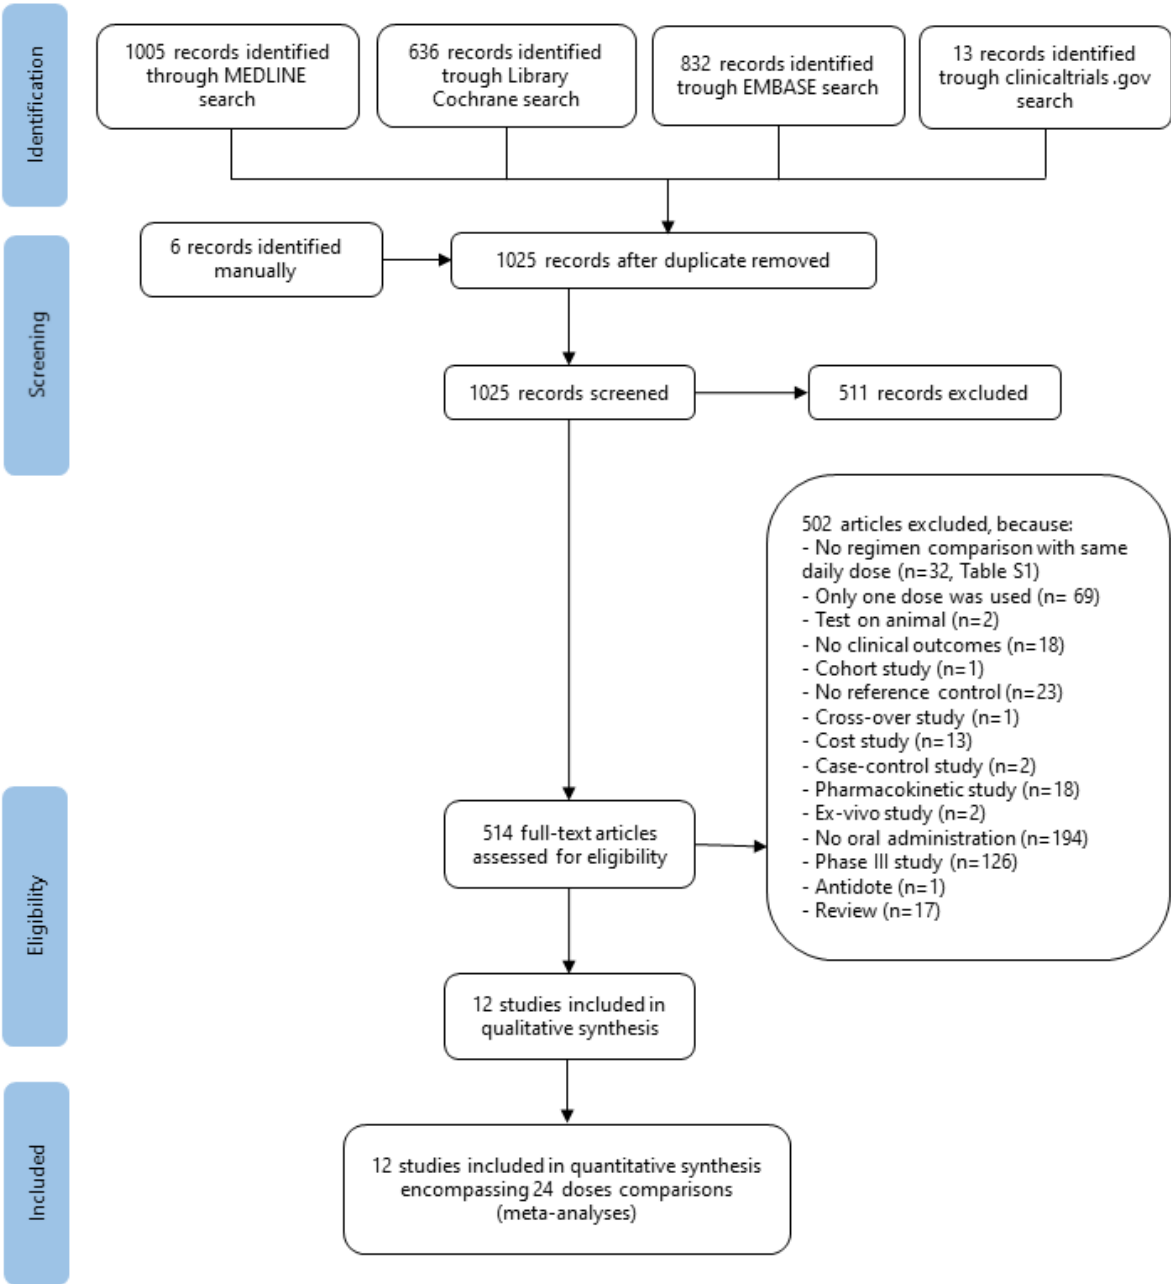 Identification
1005 records identified
through MEDLINE
search
636 records identified
trough Library
Cochrane search
832 records identified
trough EMBASE search
13 records identified
trough clinicaltrials.gov
search
Screening
6 records identified
manually
1025 records after duplicate removed
1025 records screened
511 records excluded
502 articles excluded, because:
- No regimen comparison with same
daily dose (n=32, Table S1)
- Only one dose was used (n= 69)
- Test on animal (n=2)
- No clinical outcomes (n=18)
- Cohort study (n=1)
- No reference control (n=23)
- Cross-over study (n=1)
- Cost study (n=13)
- Case-control study (n=2)
- Pharmacokinetic study (n=18)
- Ex-vivo study (n=2)
- No oral administration (n=194)
- Phase III study (n=126)
- Antidote (n=1)
- Review (n=17)
Eligibility
514 full-text articles
assessed for eligibility
12 studies included in
qualitative synthesis
Included
12 studies included in quantitative synthesis
encompassing 24 doses comparisons
(meta-analyses)